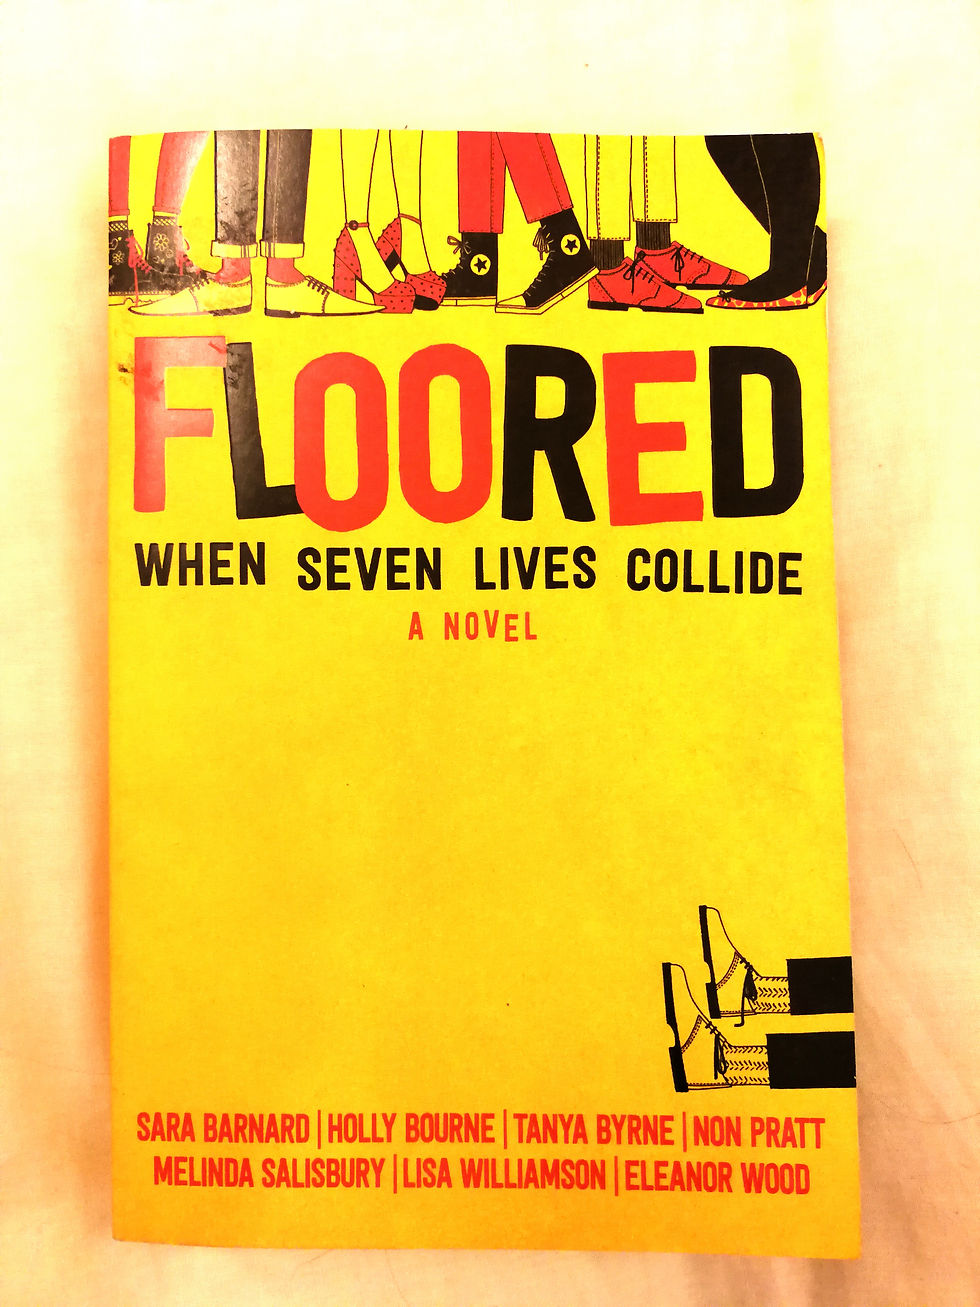 FLOORED
WHEN SEVEN LIVES COLLIDE
A NOVEL
SARA BARNARD | HOLLY BOURNE | TANYA BYRNE | NON PRATT
MELINDA SALISBURY | LISA WILLIAMSON | ELEANOR WOOD